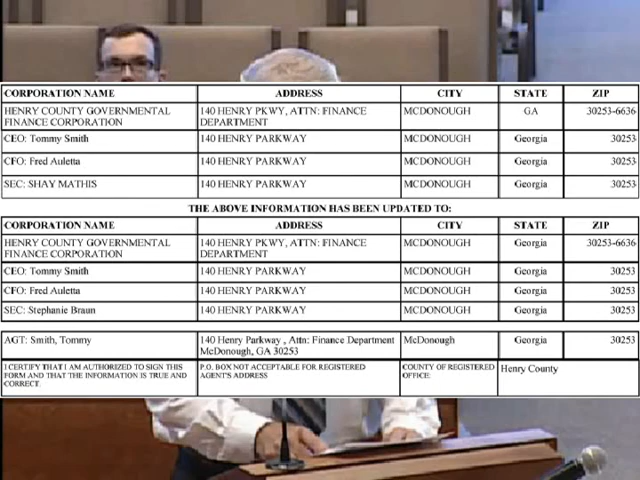 CORPORATION NAME ADDRESS CITY STATE ZIP
HENRY COUNTY GOVERNMENTAL 140 HENRY PKWY, ATTN: FINANCE MCDONOUGH GA 30253-6636
FINANCE CORPORATION DEPARTMENT
CEO: Tommy Smith 140 HENRY PARKWAY MCDONOUGH Georgia 30253
CFO: Fred Auletta 140 HENRY PARKWAY MCDONOUGH Georgia 30253
SEC: SHAY MATHIS 140 HENRY PARKWAY MCDONOUGH Georgia 30253
THE ABOVE INFORMATION HAS BEEN UPDATED TO:
CORPORATION NAME ADDRESS CITY STATE ZIP
HENRY COUNTY GOVERNMENTAL 140 HENRY PKWY, ATTN: FINANCE MCDONOUGH Georgia 30253-6636
FINANCE CORPORATION DEPARTMENT
CEO: Tommy Smith 140 HENRY PARKWAY MCDONOUGH Georgia 30253
CFO: Fred Auletta 140 HENRY PARKWAY MCDONOUGH Georgia 30253
SEC: Stephanie Braun 140 HENRY PARKWAY MCDONOUGH Georgia 30253
AGT: Smith, Tommy 140 Henry Parkway , Attn: Finance Department McDonough Georgia 30253
McDonough, GA 30253
I CERTIFY THAT I AM AUTHORIZED TO SIGN THIS P.O. BOX NOT ACCEPTABLE FOR REGISTERED COUNTY OF REGISTERED Henry County
FORM AND THAT THE INFORMATION IS TRUE AND AGENT'S ADDRESS OFFICE:
CORRECT.